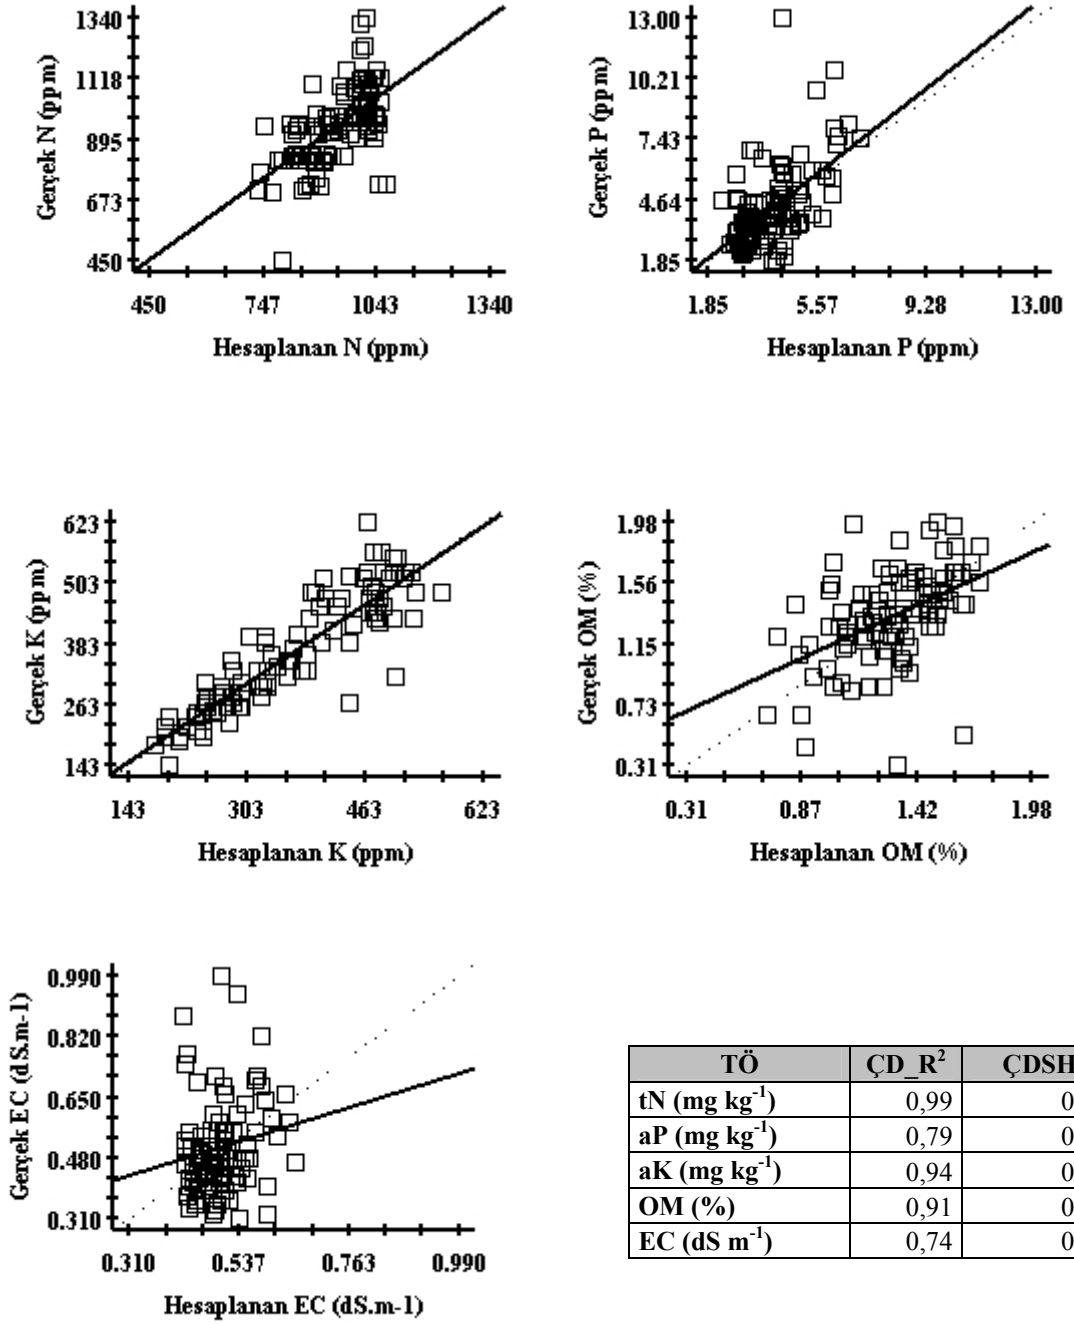 1340
1118
895
673
450
Gerçek N (ppm)
450 747 1043 1340
Hesaplanan N (ppm)
13.00
10.21
7.43
4.64
1.85
Gerçek P (ppm)
1.85 5.57 9.28 13.00
Hesaplanan P (ppm)
623
503
383
263
143
Gerçek K (ppm)
143 303 463 623
Hesaplanan K (ppm)
1.98
1.56
1.15
0.73
0.31
Gerçek OM (%)
0.31 0.87 1.42 1.98
Hesaplanan OM (%)
0.990
0.820
0.650
0.480
0.310
Gerçek EC (dS.m-1)
0.310 0.537 0.763 0.990
Hesaplanan EC (dS.m-1)
TÖ ÇD_R² ÇDSH
tN (mg kg⁻¹) 0,99 0
aP (mg kg⁻¹) 0,79 0
aK (mg kg⁻¹) 0,94 0
OM (%) 0,91 0
EC (dS m⁻¹) 0,74 0